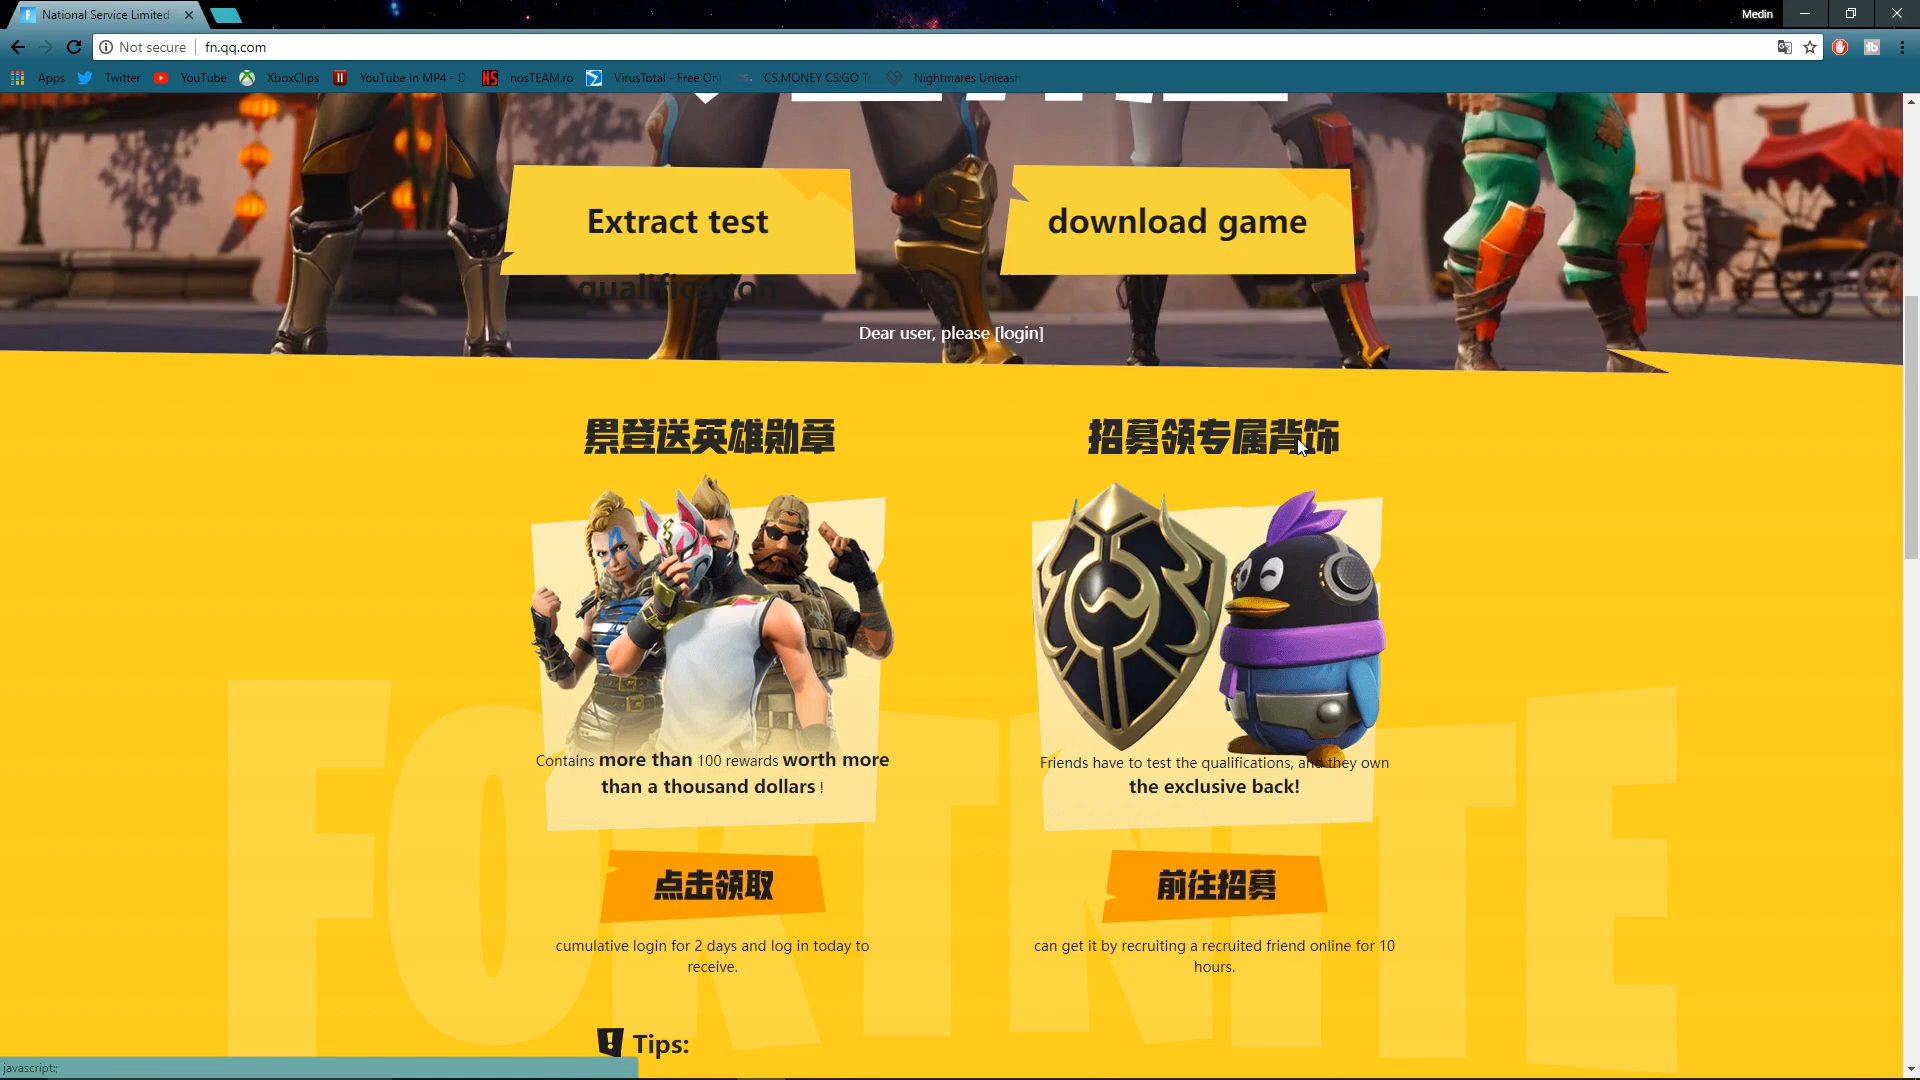 National Service Limited
Medin
Not secure
fn.qq.com
Apps
Twitter
YouTube
XboxClips
YouTube In MP4 - D
NS
nosTEAM.ro
VirusTotal - Free On
CS.MONEY CS:GO Tr
Nightmares Unleash
Extract test
qualification
download game
Dear user, please [login]
累登送英雄勋章
招募领专属背饰
Contains more than 100 rewards worth more
than a thousand dollars !
Friends have to test the qualifications, and they own
the exclusive back!
点击领取
前往招募
cumulative login for 2 days and log in today to
receive.
can get it by recruiting a recruited friend online for 10
hours.
FORTNITE
! Tips:
javascript:;